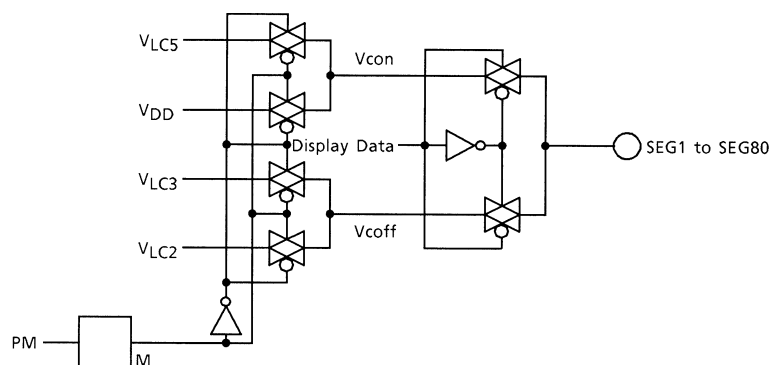 VLC5
Vcon
VDD
Display Data
SEG1 to SEG80
VLC3
Vcoff
VLC2
PM
M